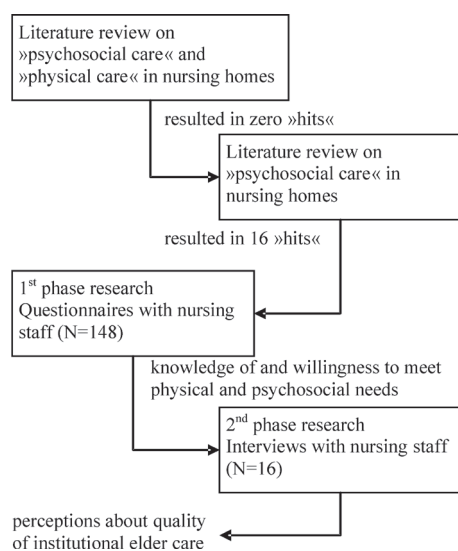 Literature review on
»psychosocial care« and
»physical care« in nursing homes
resulted in zero »hits«
Literature review on
»psychosocial care« in
nursing homes
resulted in 16 »hits«
1st phase research
Questionnaires with nursing
staff (N=148)
knowledge of and willingness to meet
physical and psychosocial needs
2nd phase research
Interviews with nursing staff
(N=16)
perceptions about quality
of institutional elder care